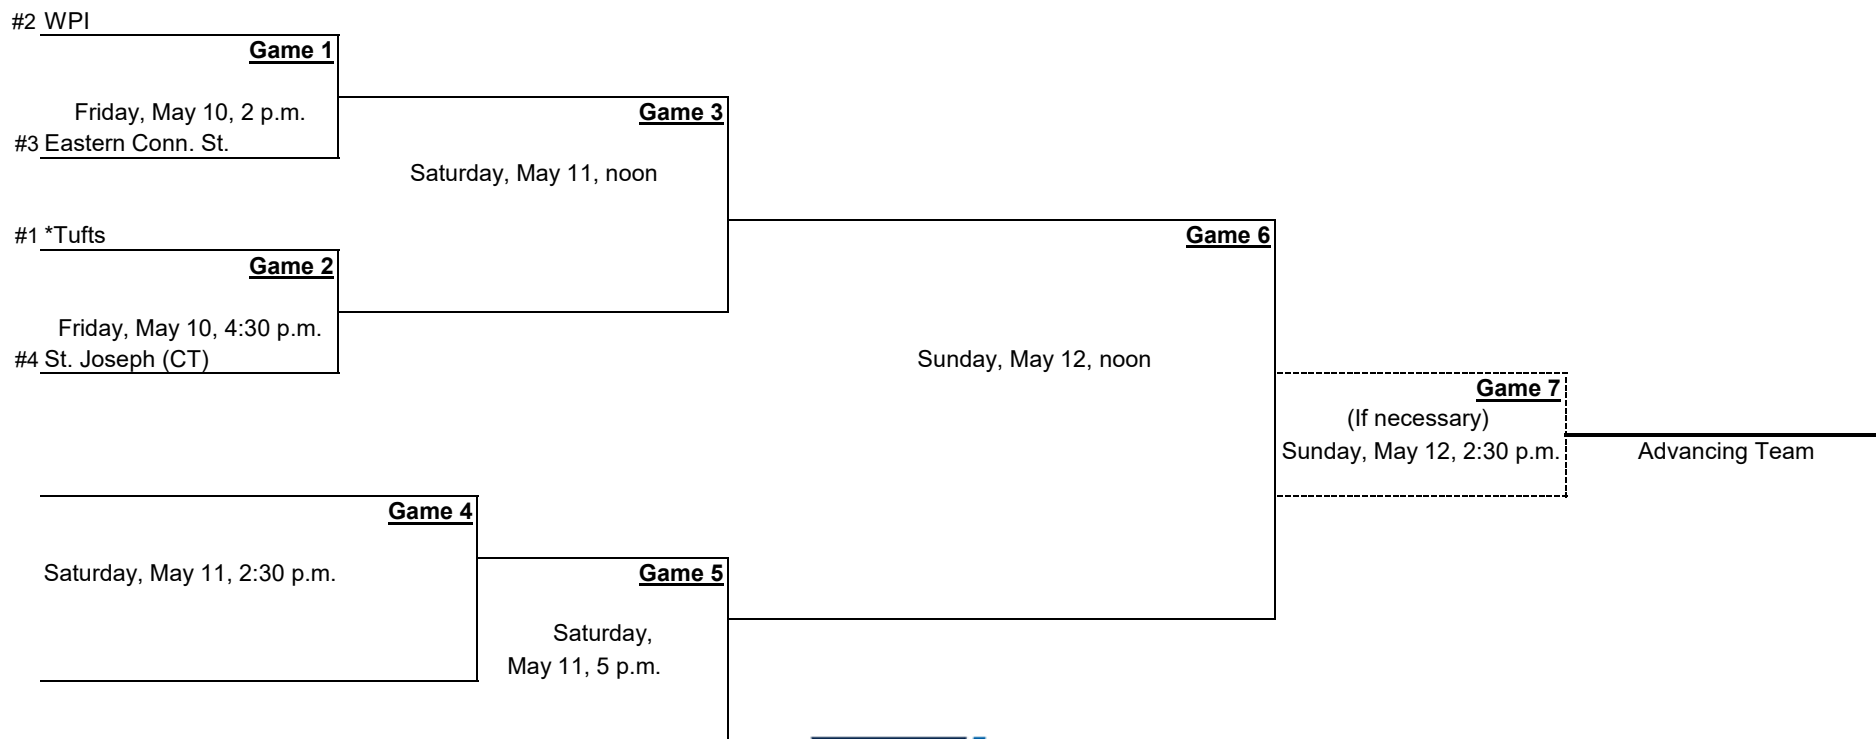 #2 WPI
Game 1
Friday, May 10, 2 p.m.
#3 Eastern Conn. St.
Game 3
Saturday, May 11, noon
#1 *Tufts
Game 2
Friday, May 10, 4:30 p.m.
#4 St. Joseph (CT)
Game 6
Sunday, May 12, noon
Game 7
(If necessary)
Sunday, May 12, 2:30 p.m.
Advancing Team
Game 4
Saturday, May 11, 2:30 p.m.
Game 5
Saturday,
May 11, 5 p.m.